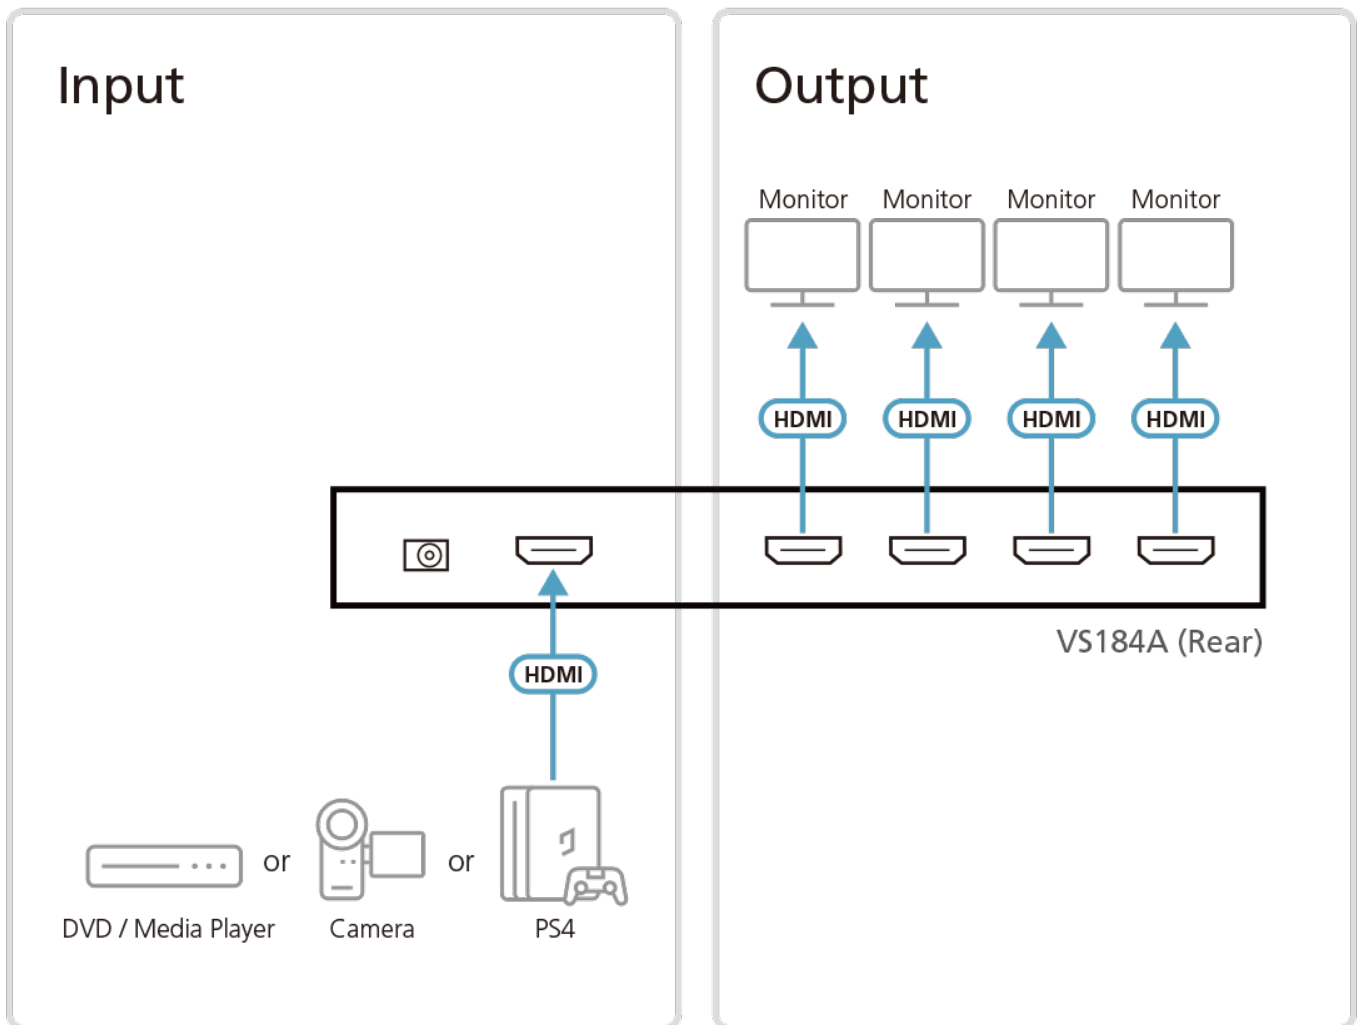 Input
Output
Monitor Monitor Monitor Monitor
HDMI HDMI HDMI HDMI
VS184A (Rear)
HDMI
or or
DVD / Media Player Camera PS4